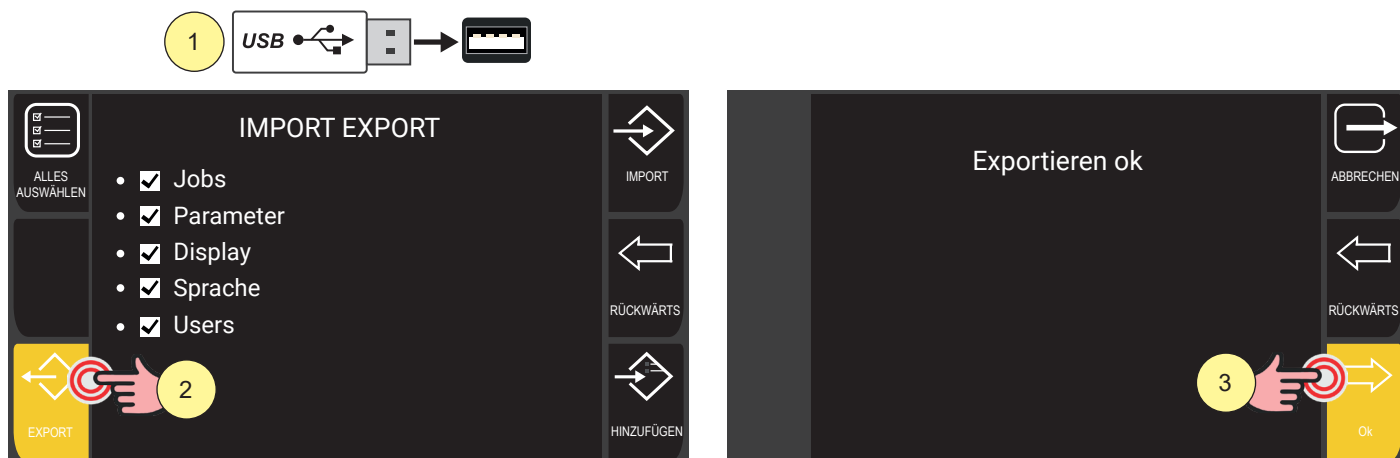 1
USB
IMPORT EXPORT
ALLES
AUSWÄHLEN
Jobs
Parameter
Display
Sprache
Users
2
EXPORT
IMPORT
RÜCKWÄRTS
HINZUFÜGEN
Exportieren ok
ABBRECHEN
RÜCKWÄRTS
3
Ok